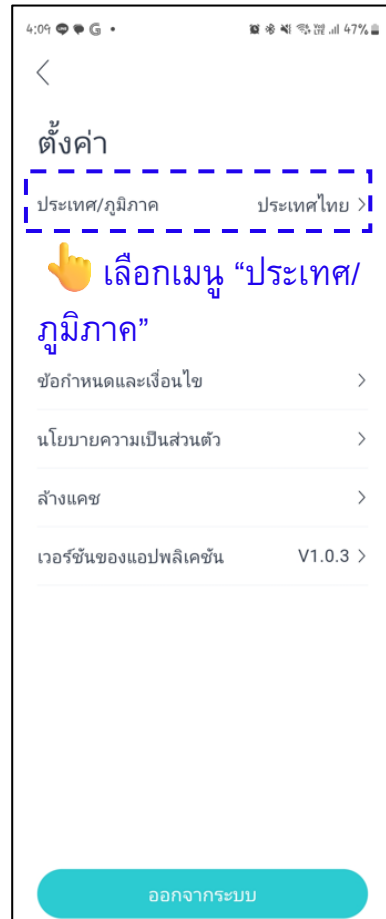 4:09 G •
47%
ตั้งค่า
ประเทศ/ภูมิภาค ประเทศไทย >
เลือกเมนู “ประเทศ/
ภูมิภาค”
ข้อกำหนดและเงื่อนไข >
นโยบายความเป็นส่วนตัว >
ล้างแคช >
เวอร์ชันของแอปพลิเคชัน V1.0.3 >
ออกจากระบบ